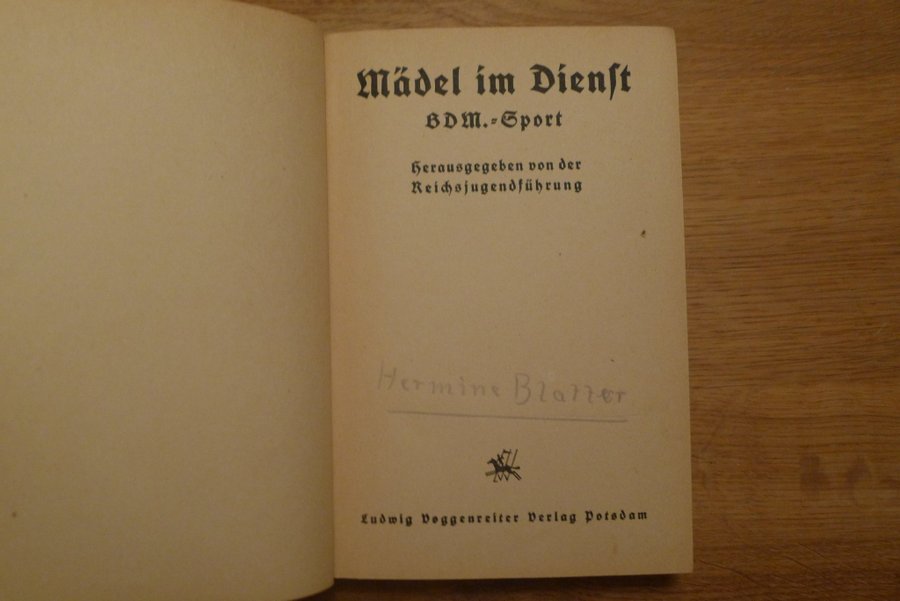 Mädel im Dienſt
BDM.-Sport
Herausgegeben von der
Reichsjugendführung
Hermine Blatter
Ludwig Voggenreiter Verlag Potsdam